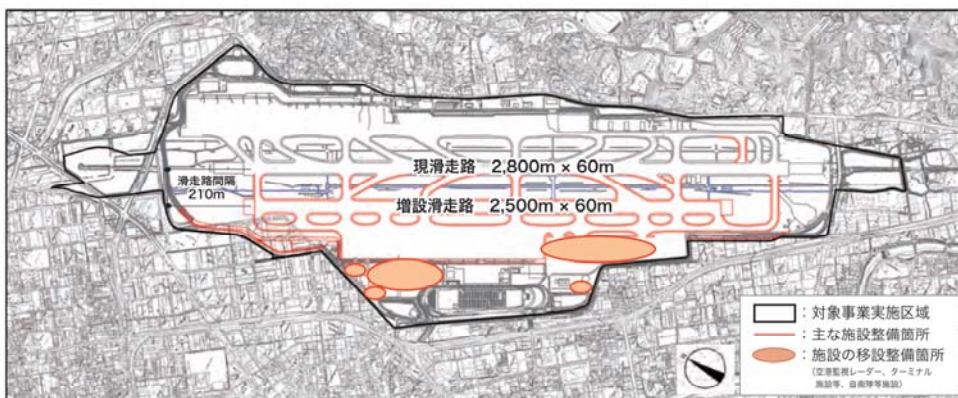 現滑走路 2,800m × 60m
滑走路間隔
210m
増設滑走路 2,500m × 60m
：対象事業実施区域
：主な施設整備箇所
：施設の移設整備箇所
（空港監視レーダー、ターミナル
施設等、自衛隊等施設）